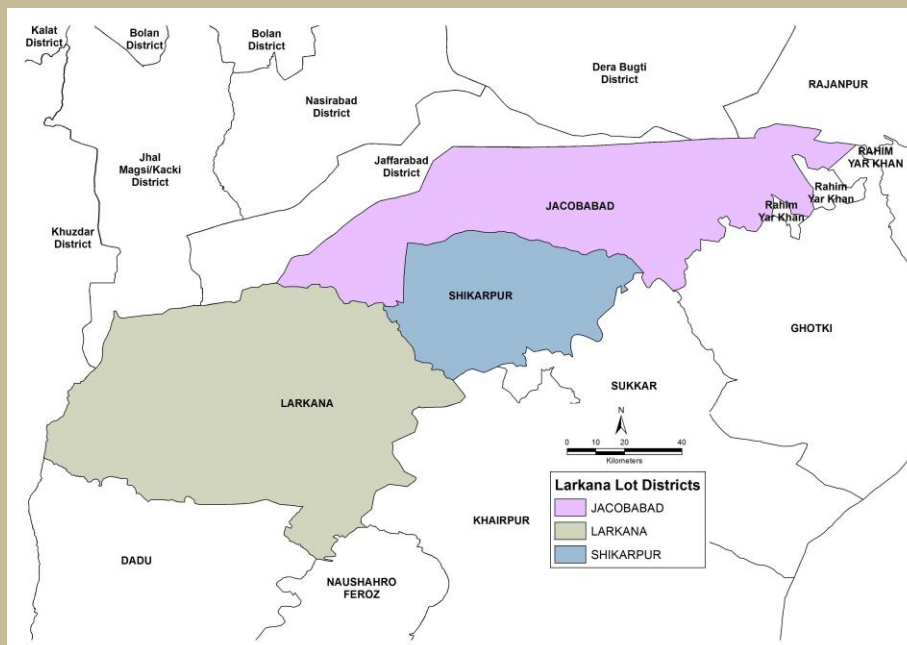 Kalat
District
Bolan
District
Bolan
District
Dera Bugti
District
RAJANPUR
Nasirabad
District
Jhal
Magsi/Kacki
District
Jaffarabad
District
RAHIM
YAR KHAN
Rahim
Yar Khan
Rahim
Yar Khan
JACOBABAD
Khuzdar
District
SHIKARPUR
GHOTKI
SUKKAR
LARKANA
N
0 10 20 40
Kilometers
Larkana Lot Districts
JACOBABAD
LARKANA
SHIKARPUR
KHAIRPUR
DADU
NAUSHAHRO
FEROZ